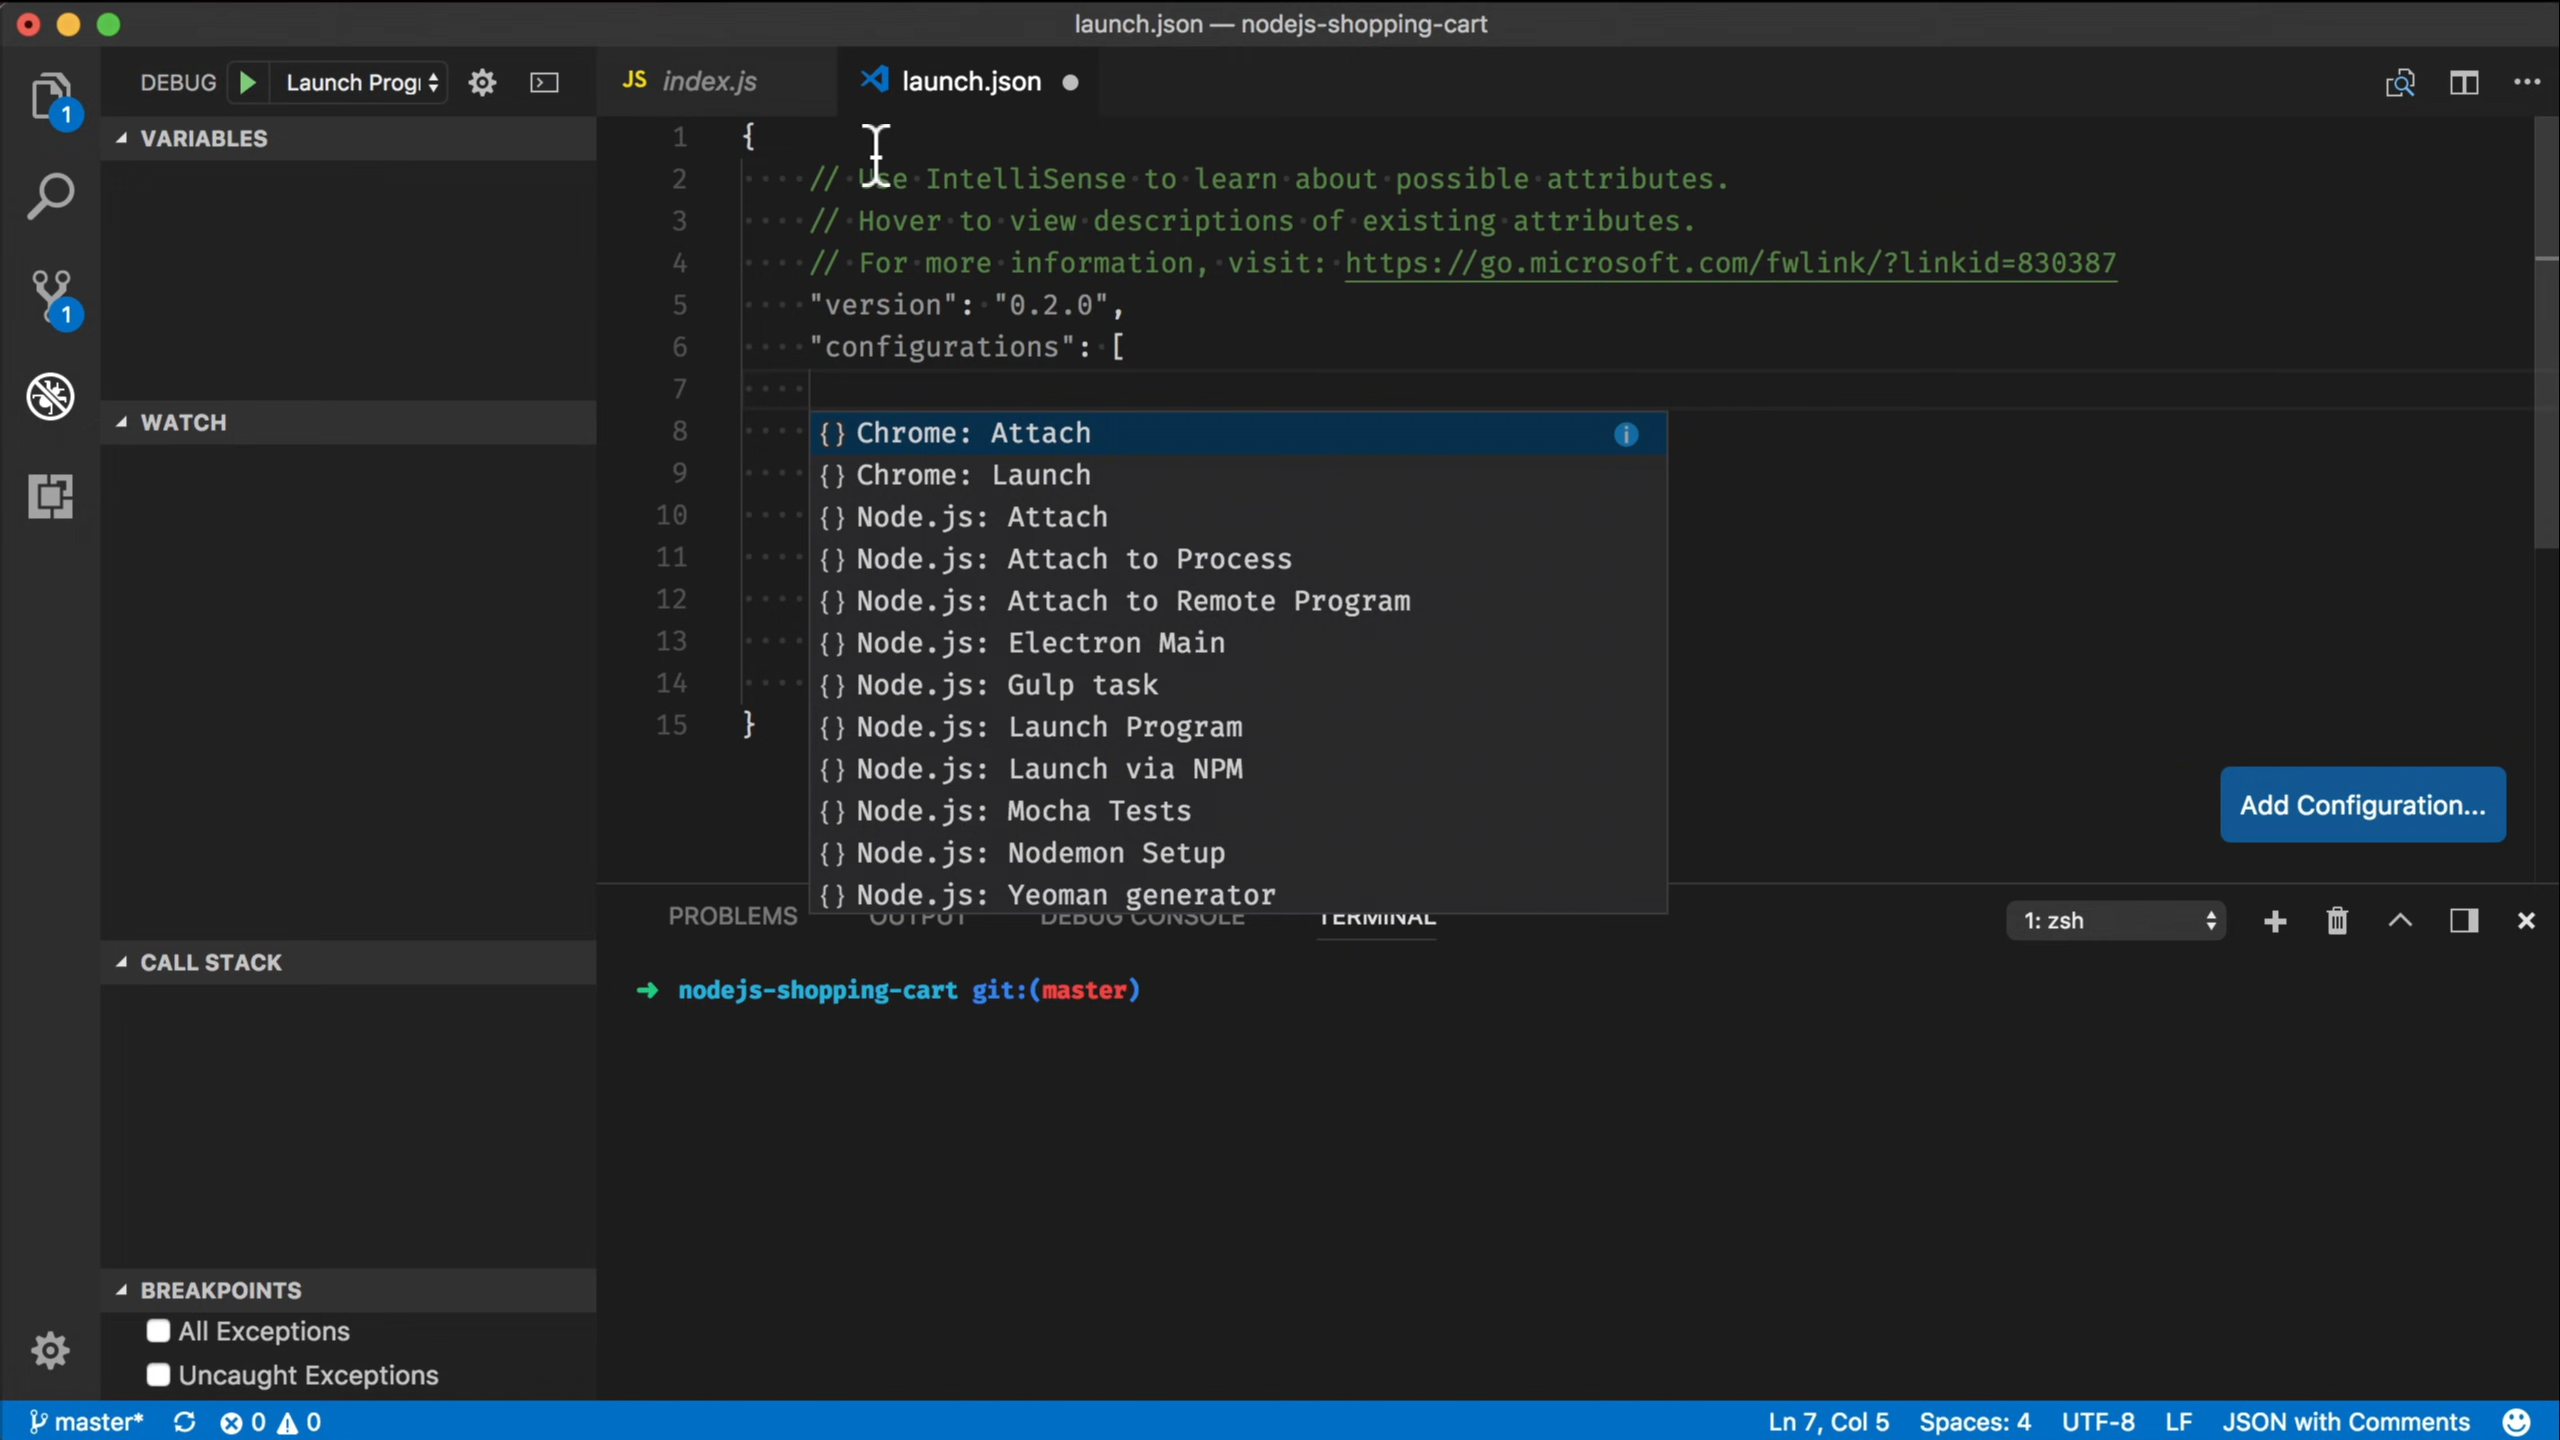 launch.json — nodejs-shopping-cart
DEBUG
Launch Progr
JS index.js
launch.json
1
1
VARIABLES
WATCH
CALL STACK
BREAKPOINTS
All Exceptions
Uncaught Exceptions
1 {
2 // Use IntelliSense to learn about possible attributes.
3 // Hover to view descriptions of existing attributes.
4 // For more information, visit: https://go.microsoft.com/fwlink/?linkid=830387
5 "version": "0.2.0",
6 "configurations": [
7
8
9
10
11
12
13
14
15 }
{} Chrome: Attach
{} Chrome: Launch
{} Node.js: Attach
{} Node.js: Attach to Process
{} Node.js: Attach to Remote Program
{} Node.js: Electron Main
{} Node.js: Gulp task
{} Node.js: Launch Program
{} Node.js: Launch via NPM
{} Node.js: Mocha Tests
{} Node.js: Nodemon Setup
{} Node.js: Yeoman generator
Add Configuration...
PROBLEMS OUTPUT DEBUG CONSOLE TERMINAL
1: zsh
➜ nodejs-shopping-cart git:(master)
master* 0 0
Ln 7, Col 5 Spaces: 4 UTF-8 LF JSON with Comments